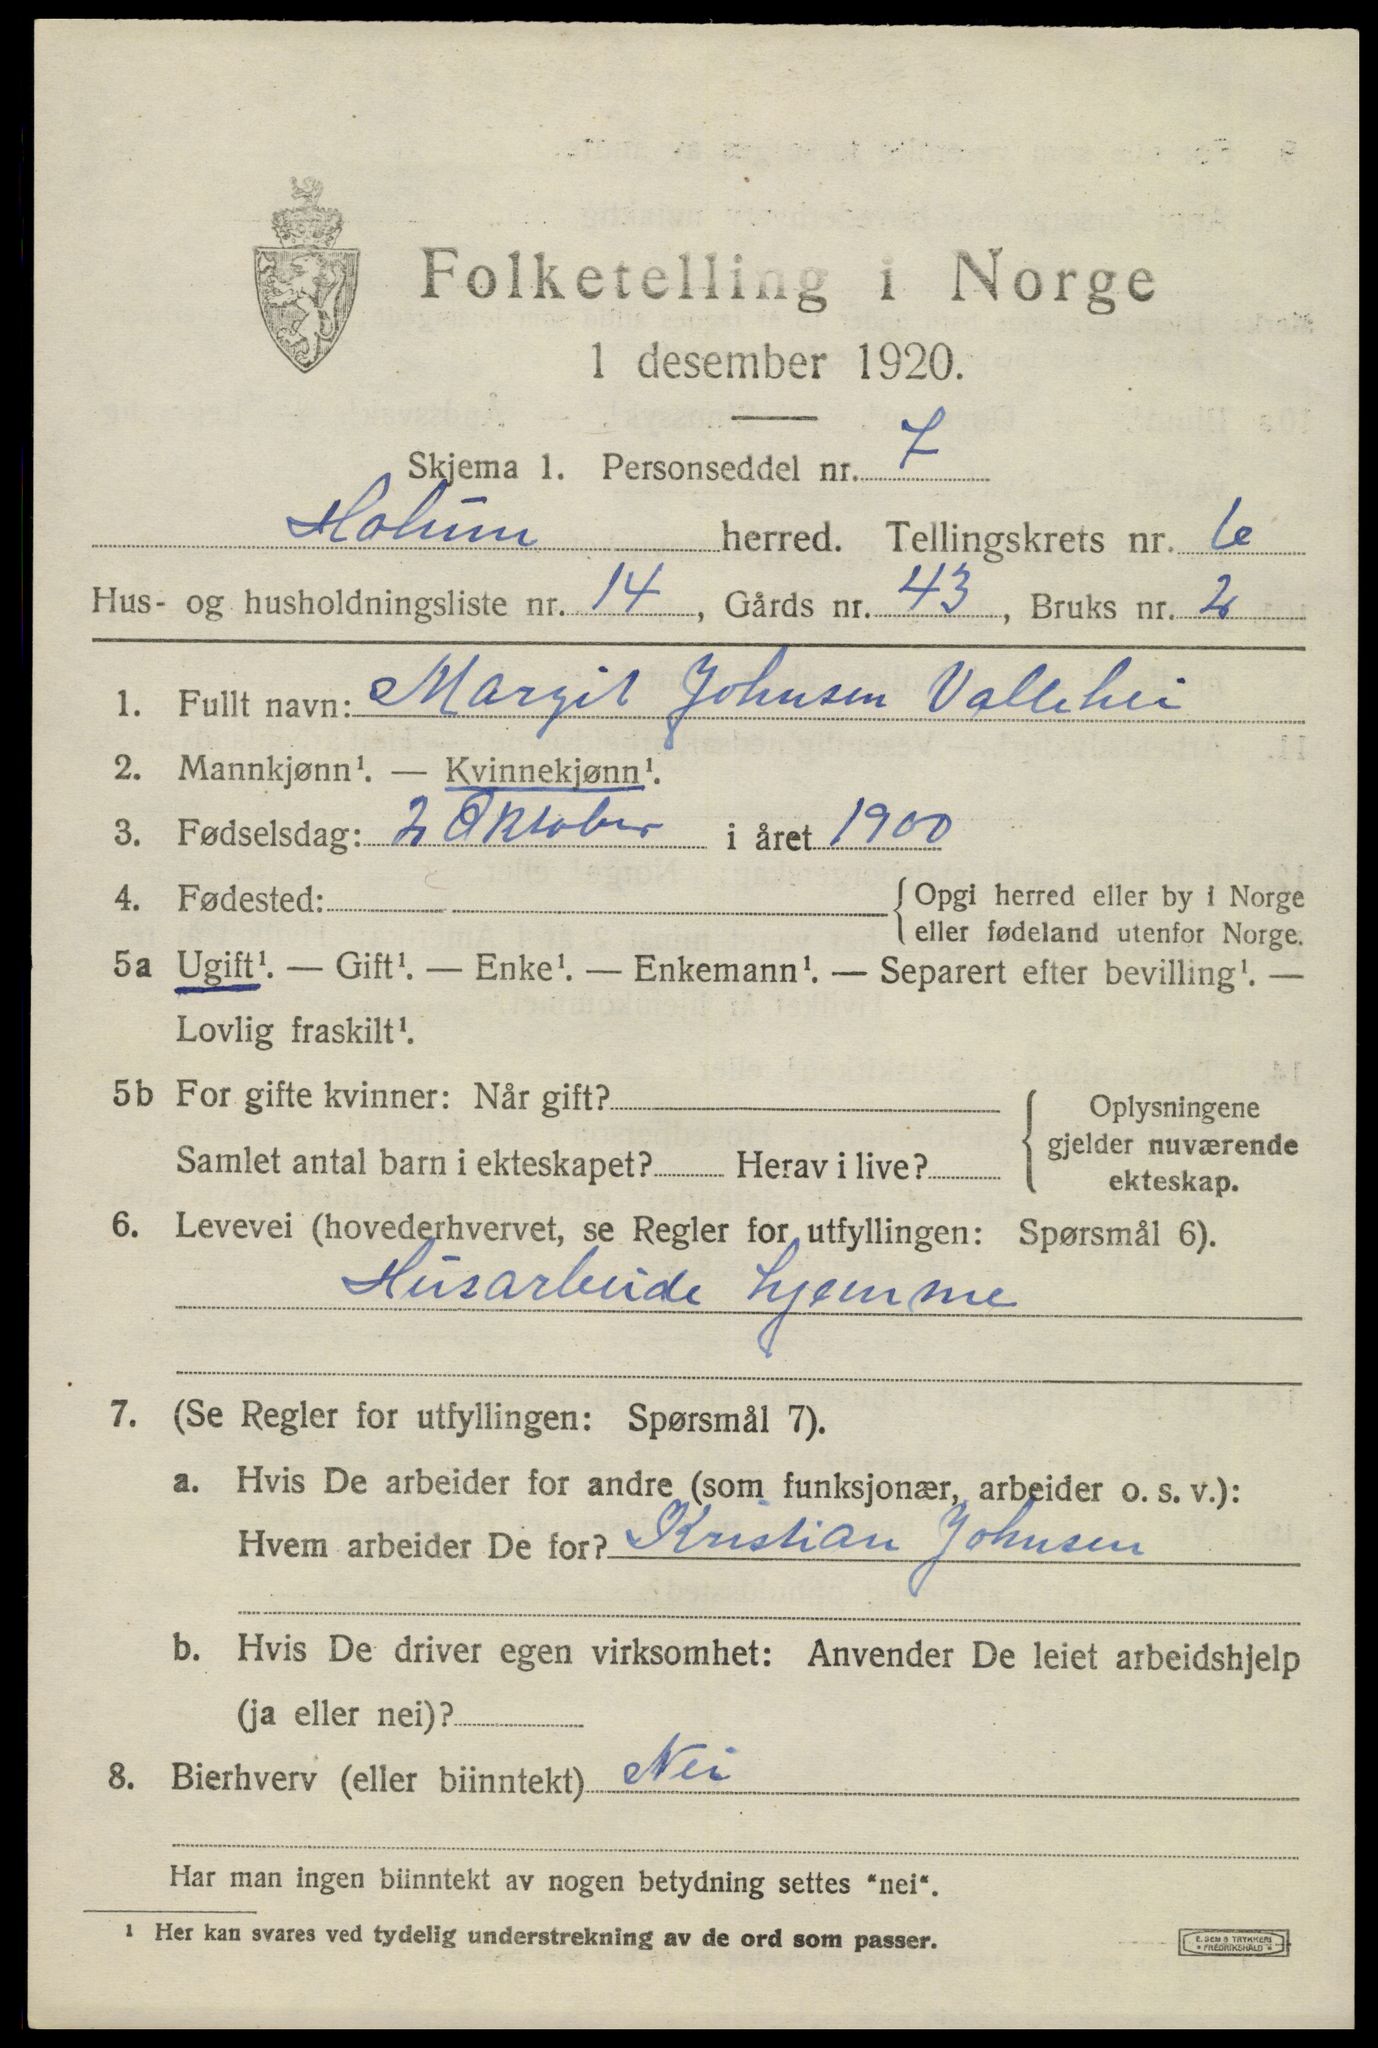 Folketelling i Norge
1 desember 1920.
Skjema 1. Personseddel nr. 7
Holum herred. Tellingskrets nr. 6
Hus- og husholdningsliste nr. 14, Gårds nr. 43, Bruks nr. 2
1. Fullt navn: Margit Johnsen Vallehei
2. Mannkjønn¹. — Kvinnekjønn¹.
3. Fødselsdag: 2 Oktober i året 1900
4. Fødested: { Opgi herred eller by i Norge
eller fødeland utenfor Norge.
5a Ugift¹. — Gift¹. — Enke¹. — Enkemann¹. — Separert efter bevilling¹. —
Lovlig fraskilt¹.
5b For gifte kvinner: Når gift?
Samlet antal barn i ekteskapet? Herav i live?
{ Oplysningene
gjelder nuværende
ekteskap.
6. Levevei (hovederhvervet, se Regler for utfyllingen: Spørsmål 6).
Husarbeide hjemme
7. (Se Regler for utfyllingen: Spørsmål 7).
a. Hvis De arbeider for andre (som funksjonær, arbeider o. s. v.):
Hvem arbeider De for? Kristian Johnsen
b. Hvis De driver egen virksomhet: Anvender De leiet arbeidshjelp
(ja eller nei)?
8. Bierhverv (eller biinntekt) Nei
Har man ingen biinntekt av nogen betydning settes "nei".
1 Her kan svares ved tydelig understrekning av de ord som passer.
E. SEM'S TRYKKERI
FREDRIKSHALD